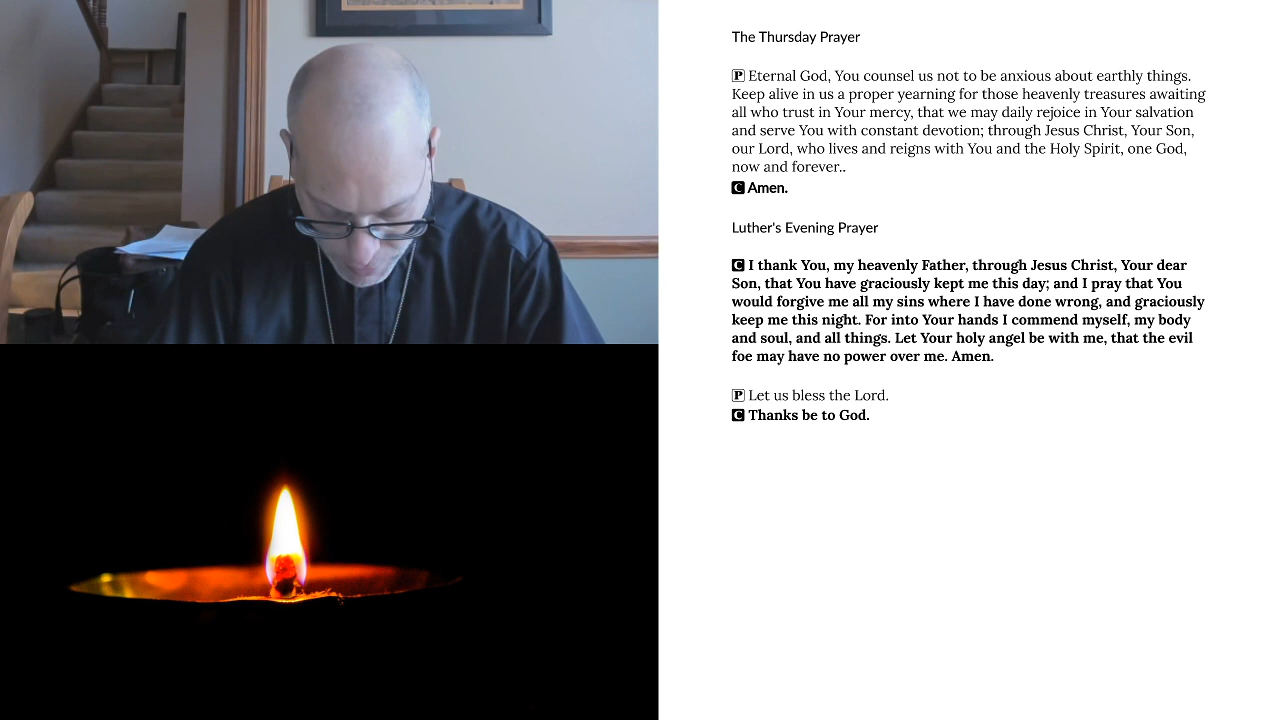 The Thursday Prayer
P Eternal God, You counsel us not to be anxious about earthly things.
Keep alive in us a proper yearning for those heavenly treasures awaiting
all who trust in Your mercy, that we may daily rejoice in Your salvation
and serve You with constant devotion; through Jesus Christ, Your Son,
our Lord, who lives and reigns with You and the Holy Spirit, one God,
now and forever..
C Amen.
Luther's Evening Prayer
C I thank You, my heavenly Father, through Jesus Christ, Your dear
Son, that You have graciously kept me this day; and I pray that You
would forgive me all my sins where I have done wrong, and graciously
keep me this night. For into Your hands I commend myself, my body
and soul, and all things. Let Your holy angel be with me, that the evil
foe may have no power over me. Amen.
P Let us bless the Lord.
C Thanks be to God.